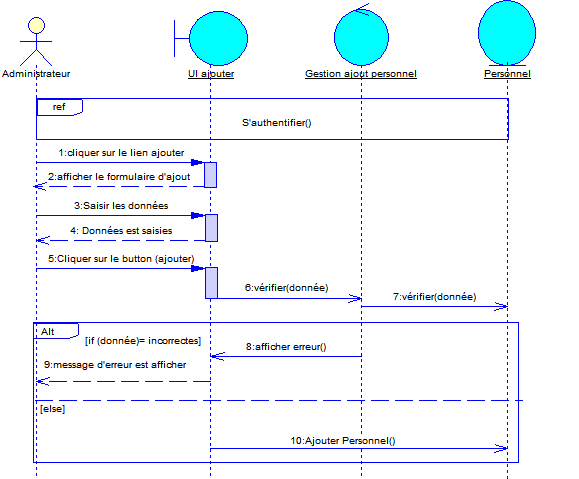 Administrateur
UI ajouter
Gestion ajout personnel
Personnel
ref
S'authentifier()
1:cliquer sur le lien ajouter
2:afficher le formulaire d'ajout
3:Saisir les données
4: Données est saisies
5:Cliquer sur le button (ajouter)
6:vérifier(donnée)
7:vérifier(donnée)
Alt
[if (donnée)= incorrectes]
8:afficher erreur()
9:message d'erreur est afficher
[else]
10:Ajouter Personnel()